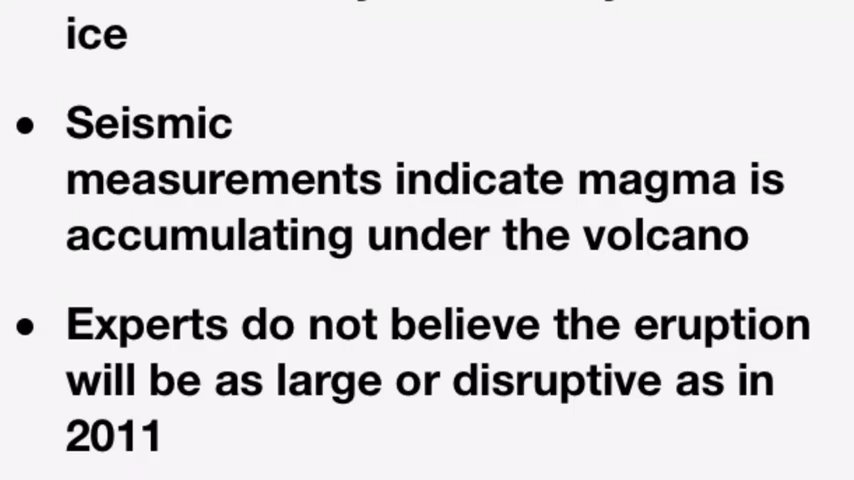 ice
• Seismic
measurements indicate magma is
accumulating under the volcano
• Experts do not believe the eruption
will be as large or disruptive as in
2011